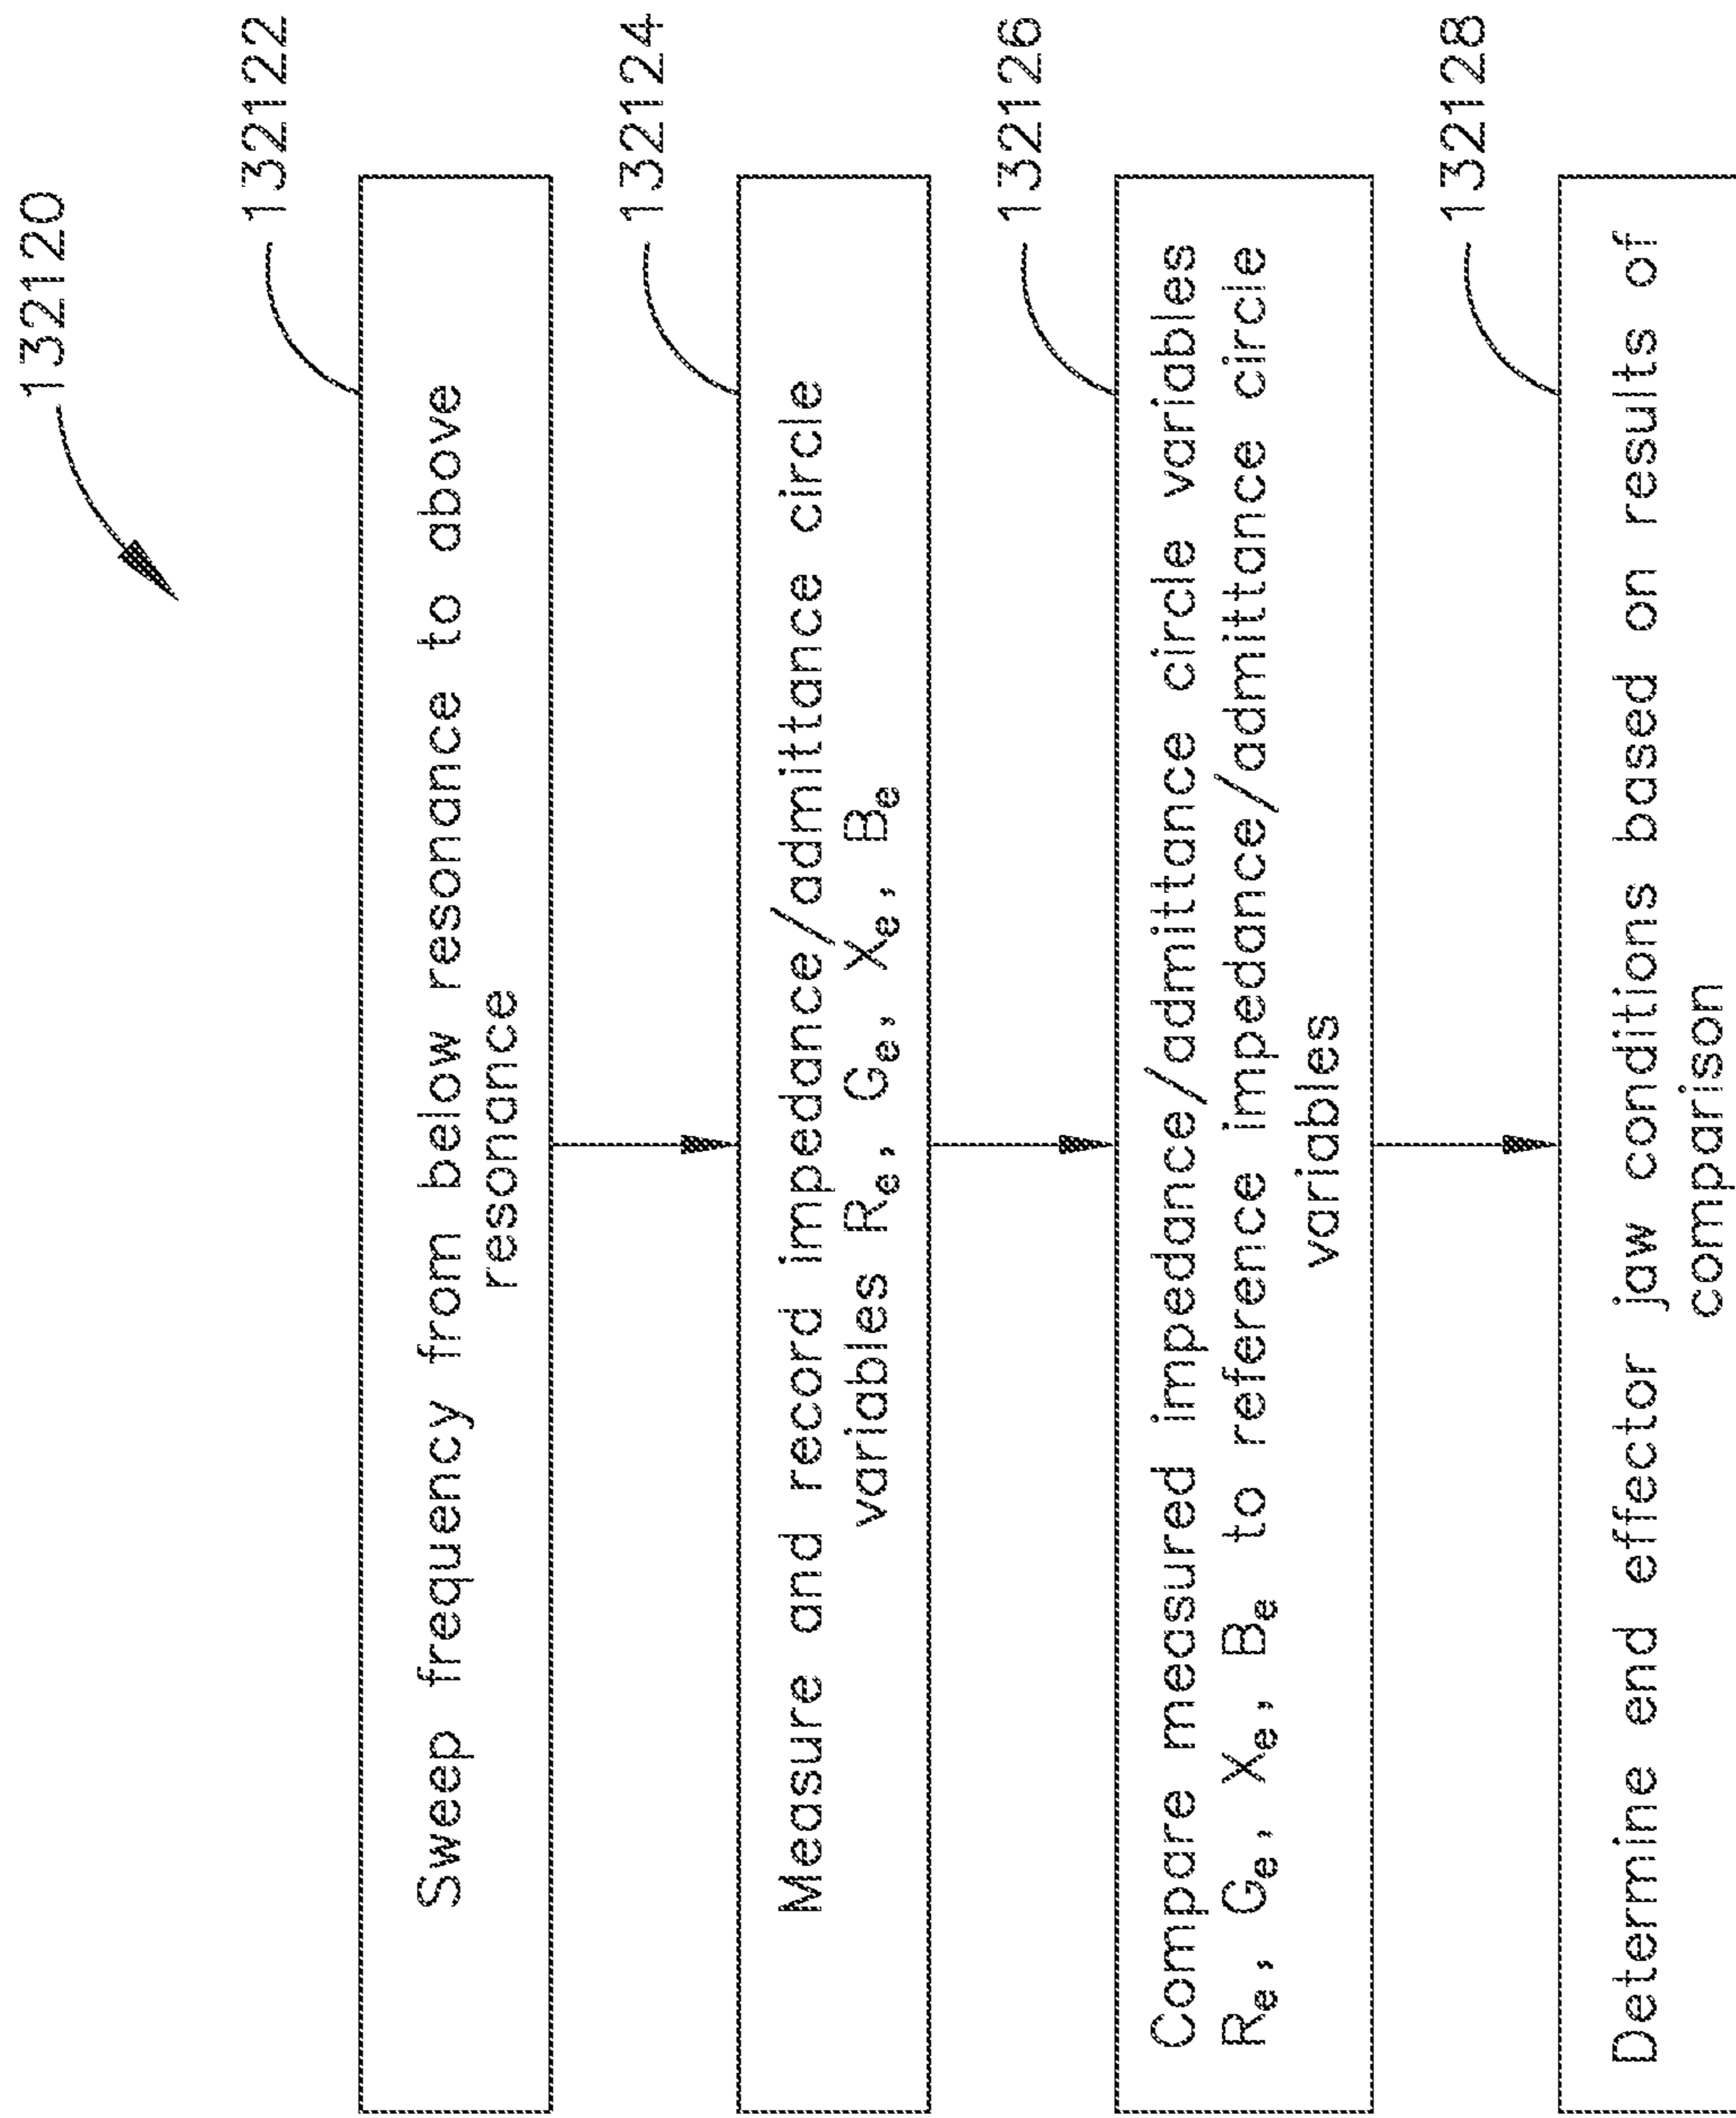 132120
132122
Sweep frequency from below resonance to above
resonance
132124
Measure and record impedance/admittance circle
variables Re, Ge, Xe, Be
132126
Compare measured impedance/admittance circle variables
Re, Ge, Xe, Be to reference impedance/admittance circle
variables
132128
Determine end effector jaw conditions based on results of
comparison